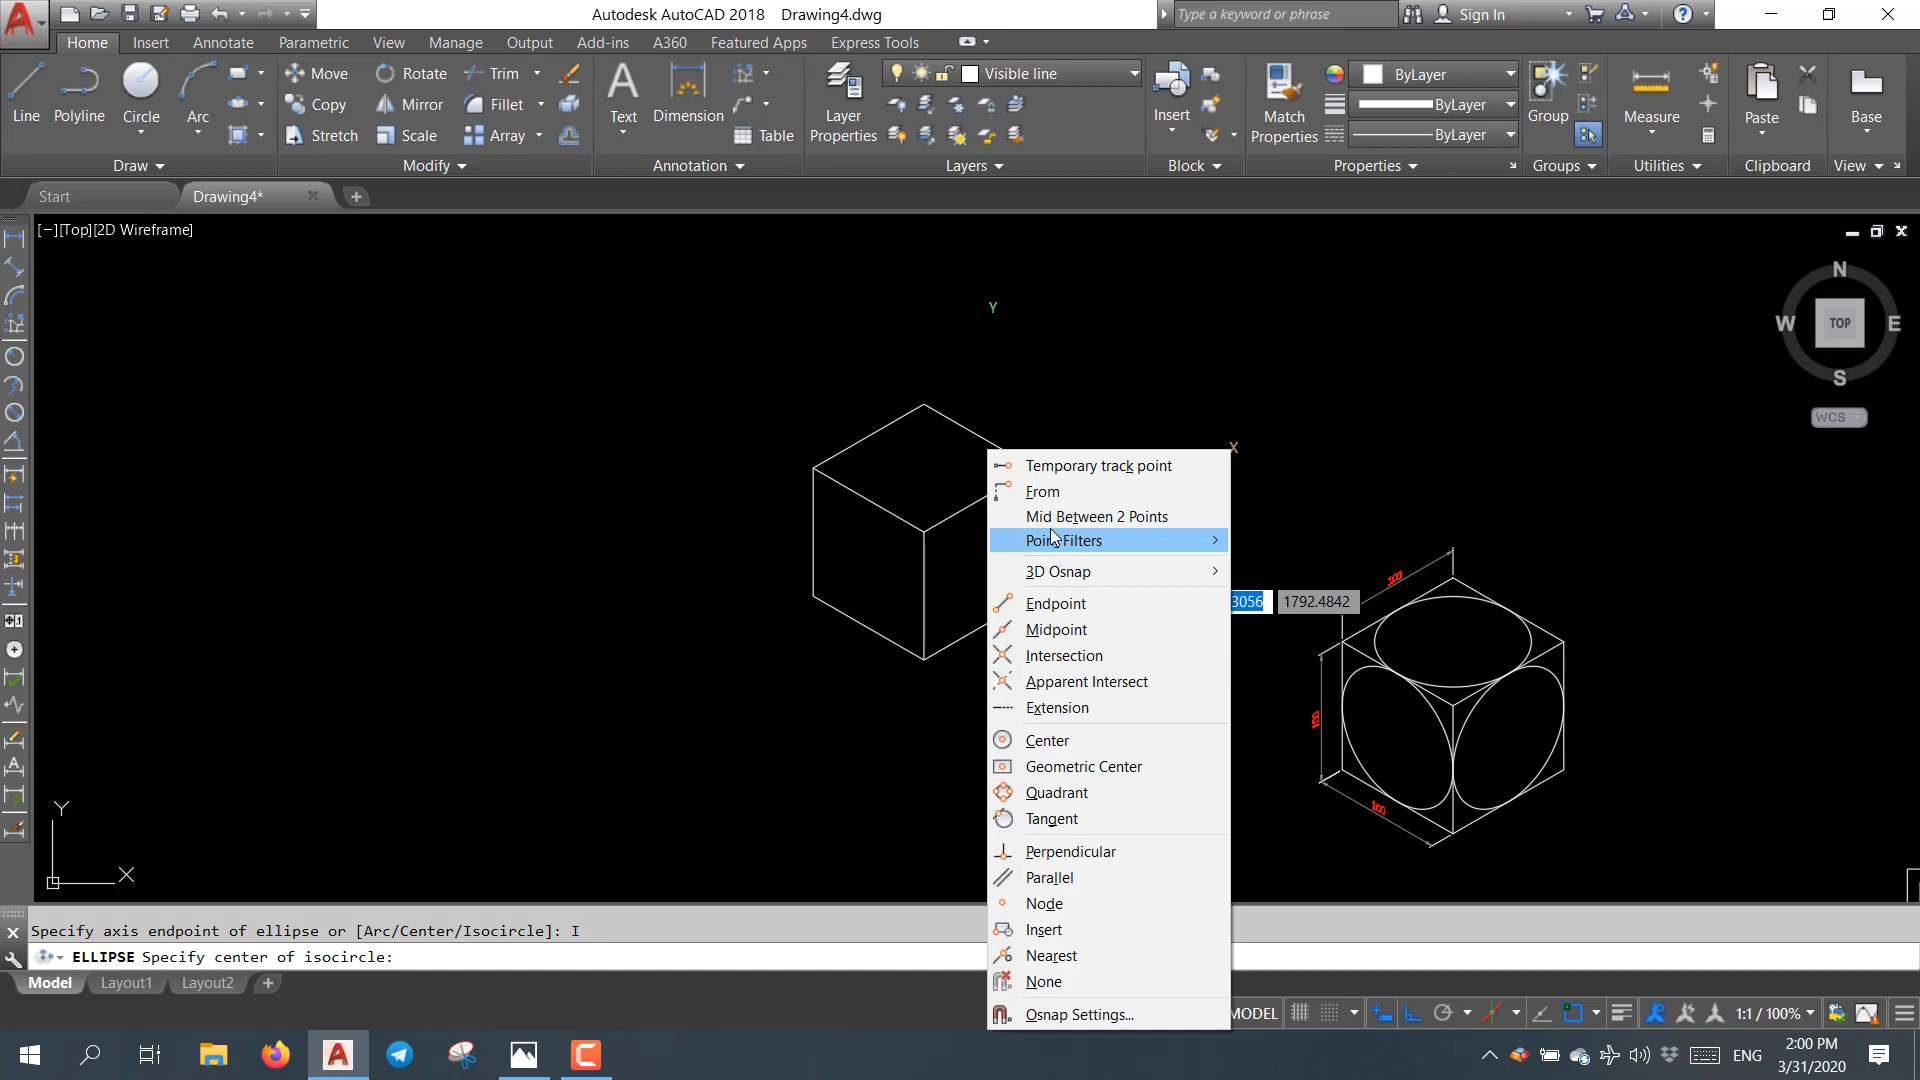 Autodesk AutoCAD 2018 Drawing4.dwg
Type a keyword or phrase
Sign In
Home Insert Annotate Parametric View Manage Output Add-ins A360 Featured Apps Express Tools
Line Polyline Circle Arc
Move Rotate Trim
Copy Mirror Fillet
Stretch Scale Array
Text Dimension Table
Layer Properties
Visible line
Insert
Match Properties
ByLayer
ByLayer
ByLayer
Group
Measure
Paste
Base
Draw Modify Annotation Layers Block Properties Groups Utilities Clipboard View
Start Drawing4*
[−][Top][2D Wireframe]
N
W TOP E
S
WCS
Y
X
Temporary track point
From
Mid Between 2 Points
Point Filters
3D Osnap
Endpoint
Midpoint
Intersection
Apparent Intersect
Extension
Center
Geometric Center
Quadrant
Tangent
Perpendicular
Parallel
Node
Insert
Nearest
None
Osnap Settings...
3056 1792.4842
100
100
100
Y
X
Specify axis endpoint of ellipse or [Arc/Center/Isocircle]: I
ELLIPSE Specify center of isocircle:
Model Layout1 Layout2
MODEL 1:1 / 100%
ENG 2:00 PM
3/31/2020